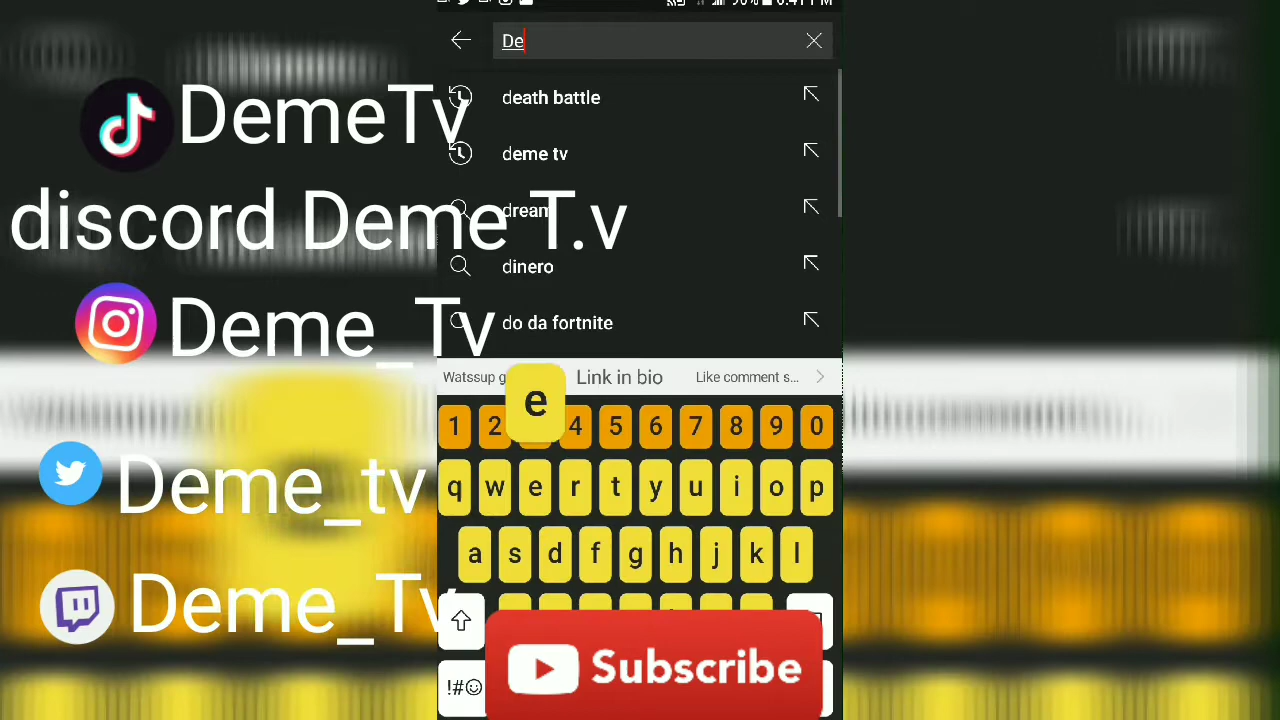 De
death battle
deme tv
dream
dinero
do da fortnite
DemeTv
discord Deme T.v
Deme_Tv
Deme_tv
Deme_Tv
Watssup g Link in bio Like comment s...
e
1 2 4 5 6 7 8 9 0
q w e r t y u i o p
a s d f g h j k l
!#☺
Subscribe